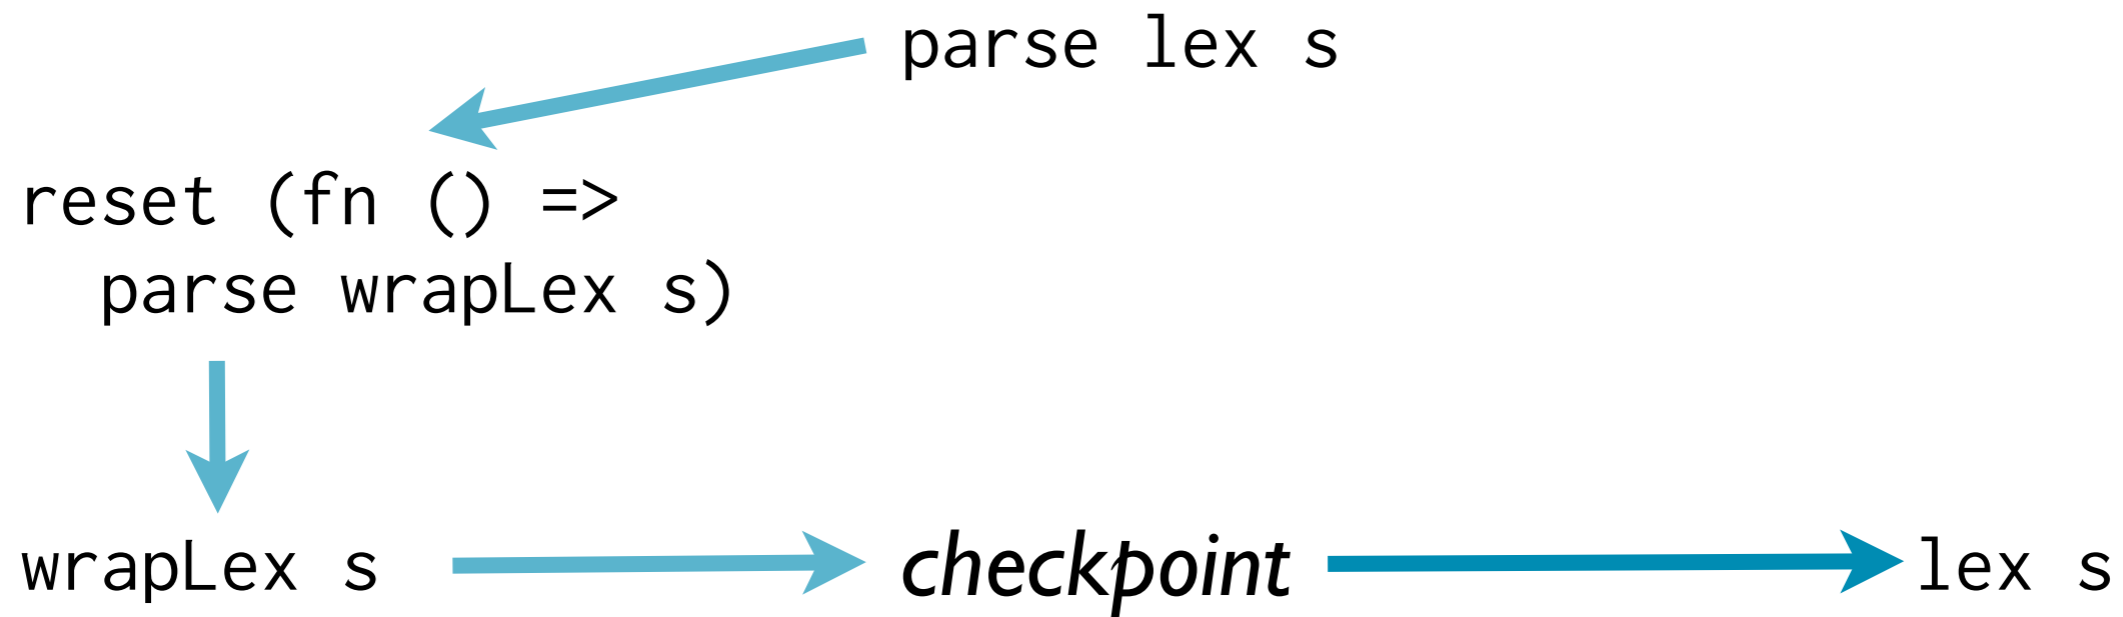 parse lex s
reset (fn () =>
  parse wrapLex s)
wrapLex s
checkpoint
lex s